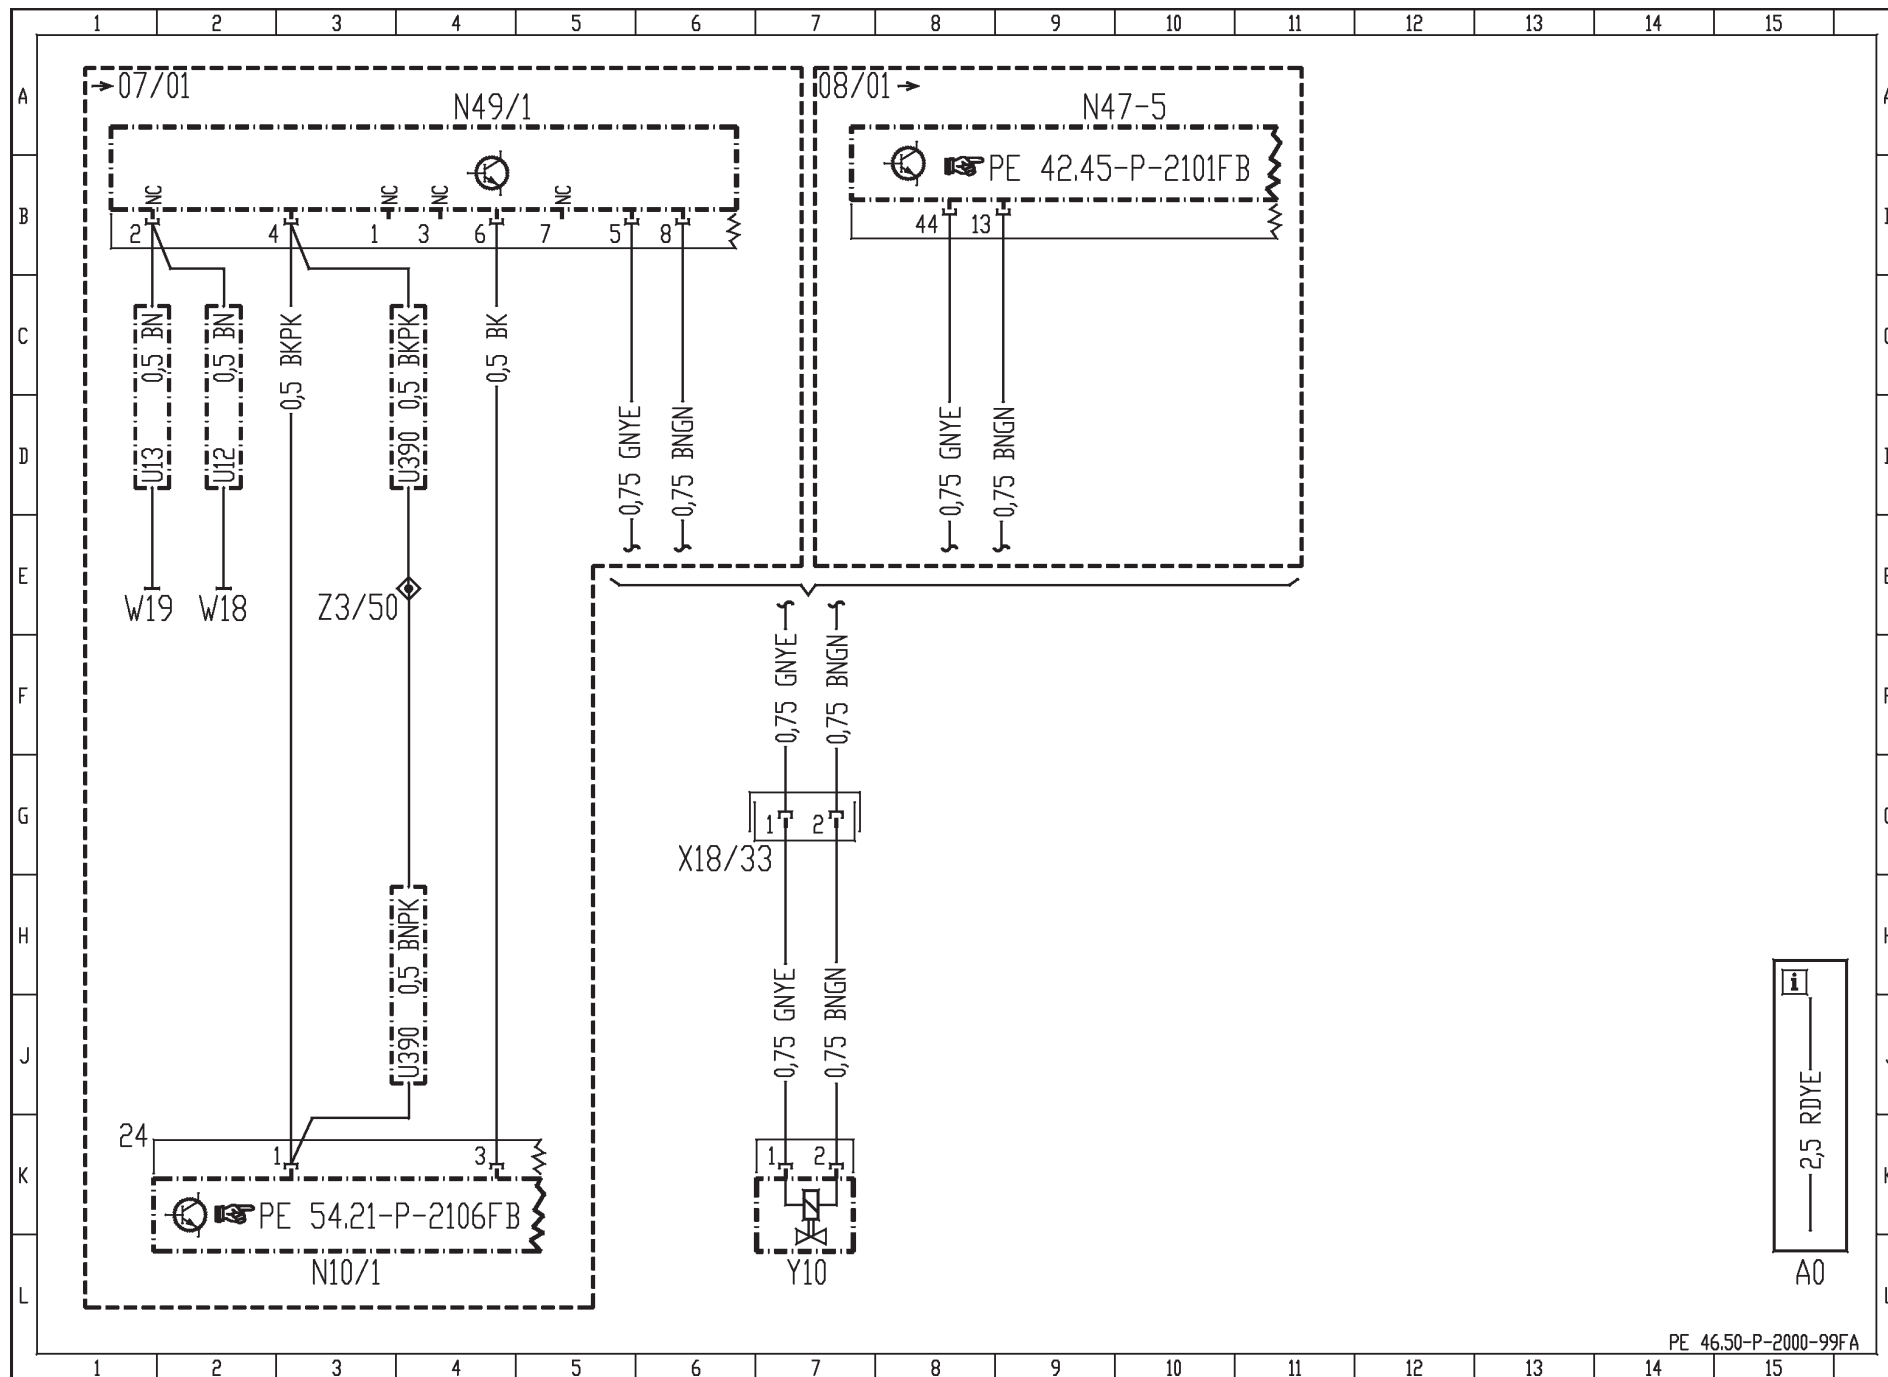 1 2 3 4 5 6 7 8 9 10 11 12 13 14 15
A
B
C
D
E
F
G
H
J
K
L
07/01
N49/1
NC NC NC NC
2 4 1 3 6 7 5 8
08/01
N47-5
PE 42.45-P-2101FB
44 13
0,5 BN
U13
0,5 BN
U12
0,5 BKPK
0,5 BKPK
U390
0,5 BK
0,75 GNYE
0,75 BNGN
0,75 GNYE
0,75 BNGN
W19
W18
Z3/50
0,75 GNYE
0,75 BNGN
1 2
X18/33
0,5 BNPK
U390
0,75 GNYE
0,75 BNGN
24
1 3
PE 54.21-P-2106FB
N10/1
1 2
Y10
i
2,5 RDYE
A0
PE 46.50-P-2000-99FA
1 2 3 4 5 6 7 8 9 10 11 12 13 14 15